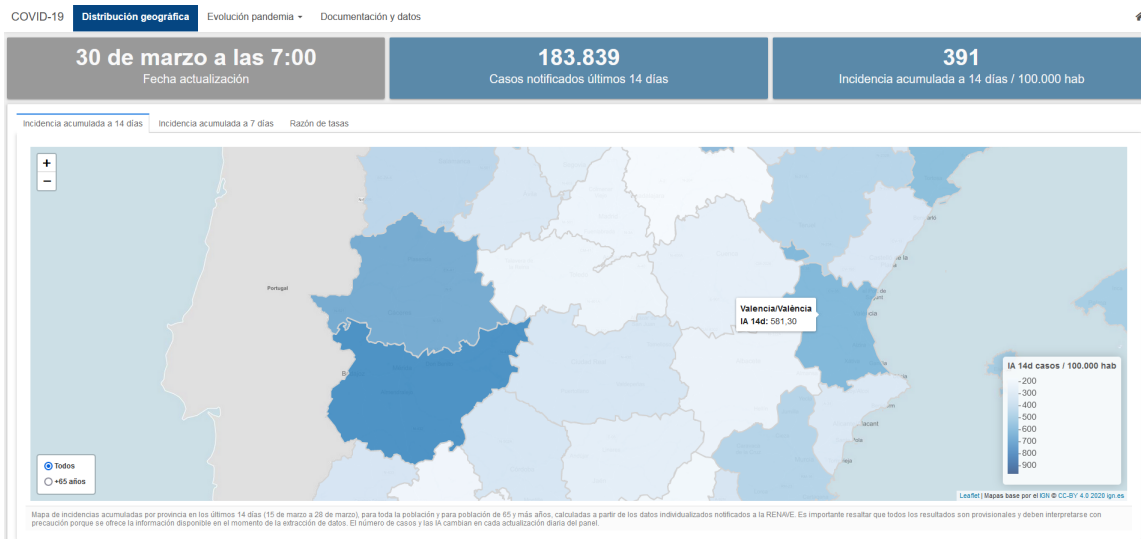 COVID-19 Distribución geográfica Evolución pandemia Documentación y datos
30 de marzo a las 7:00
Fecha actualización
183.839
Casos notificados últimos 14 días
391
Incidencia acumulada a 14 días / 100.000 hab
Incidencia acumulada a 14 días Incidencia acumulada a 7 días Razón de tasas
+
−
Portugal
Valencia/València
IA 14d: 581,30
IA 14d casos / 100.000 hab
200
300
400
500
600
700
800
900
Todos
+65 años
Leaflet | Mapas base por el IGN © CC-BY 4.0 2020 ign.es
Mapa de incidencias acumuladas por provincia en los últimos 14 días (15 de marzo a 28 de marzo), para toda la población y para población de 65 y más años, calculadas a partir de los datos individualizados notificados a la RENAVE. Es importante resaltar que todos los resultados son provisionales y deben interpretarse con
precaución porque se ofrece la información disponible en el momento de la extracción de datos. El número de casos y las IA cambian en cada actualización diaria del panel.